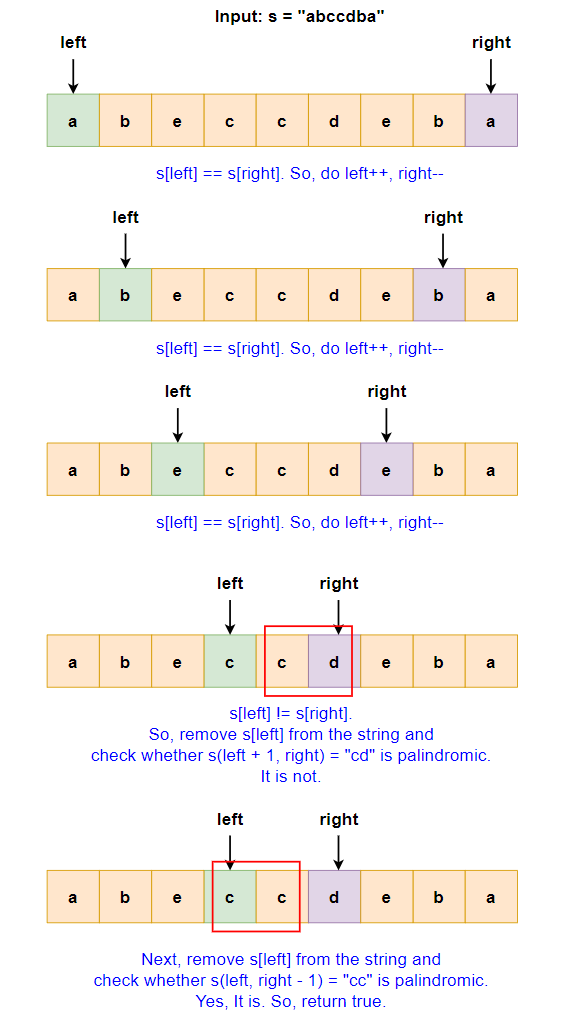 Input: s = "abccdba"
left right
a b e c c d e b a
s[left] == s[right]. So, do left++, right--
left right
a b e c c d e b a
s[left] == s[right]. So, do left++, right--
left right
a b e c c d e b a
s[left] == s[right]. So, do left++, right--
left right
a b e c c d e b a
s[left] != s[right].
So, remove s[left] from the string and
check whether s(left + 1, right) = "cd" is palindromic.
It is not.
left right
a b e c c d e b a
Next, remove s[left] from the string and
check whether s(left, right - 1) = "cc" is palindromic.
Yes, It is. So, return true.